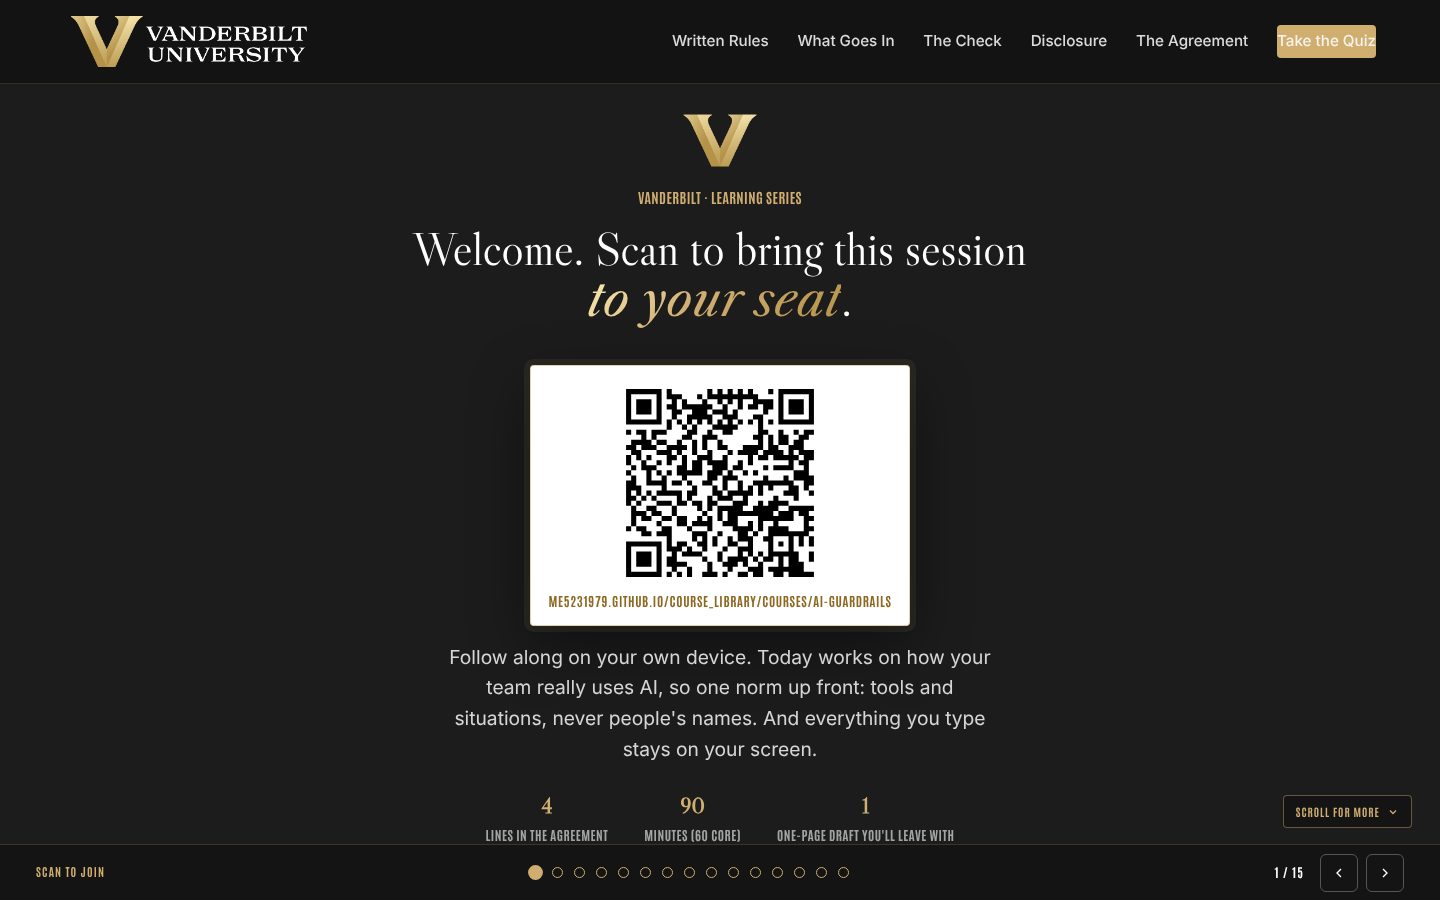 VANDERBILT
UNIVERSITY
Written Rules
What Goes In
The Check
Disclosure
The Agreement
Take the Quiz
VANDERBILT · LEARNING SERIES
Welcome. Scan to bring this session
to your seat.
ME5231979.GITHUB.IO/COURSE_LIBRARY/COURSES/AI-GUARDRAILS
Follow along on your own device. Today works on how your
team really uses AI, so one norm up front: tools and
situations, never people's names. And everything you type
stays on your screen.
4
LINES IN THE AGREEMENT
90
MINUTES (60 CORE)
1
ONE-PAGE DRAFT YOU'LL LEAVE WITH
SCROLL FOR MORE
SCAN TO JOIN
1 / 15